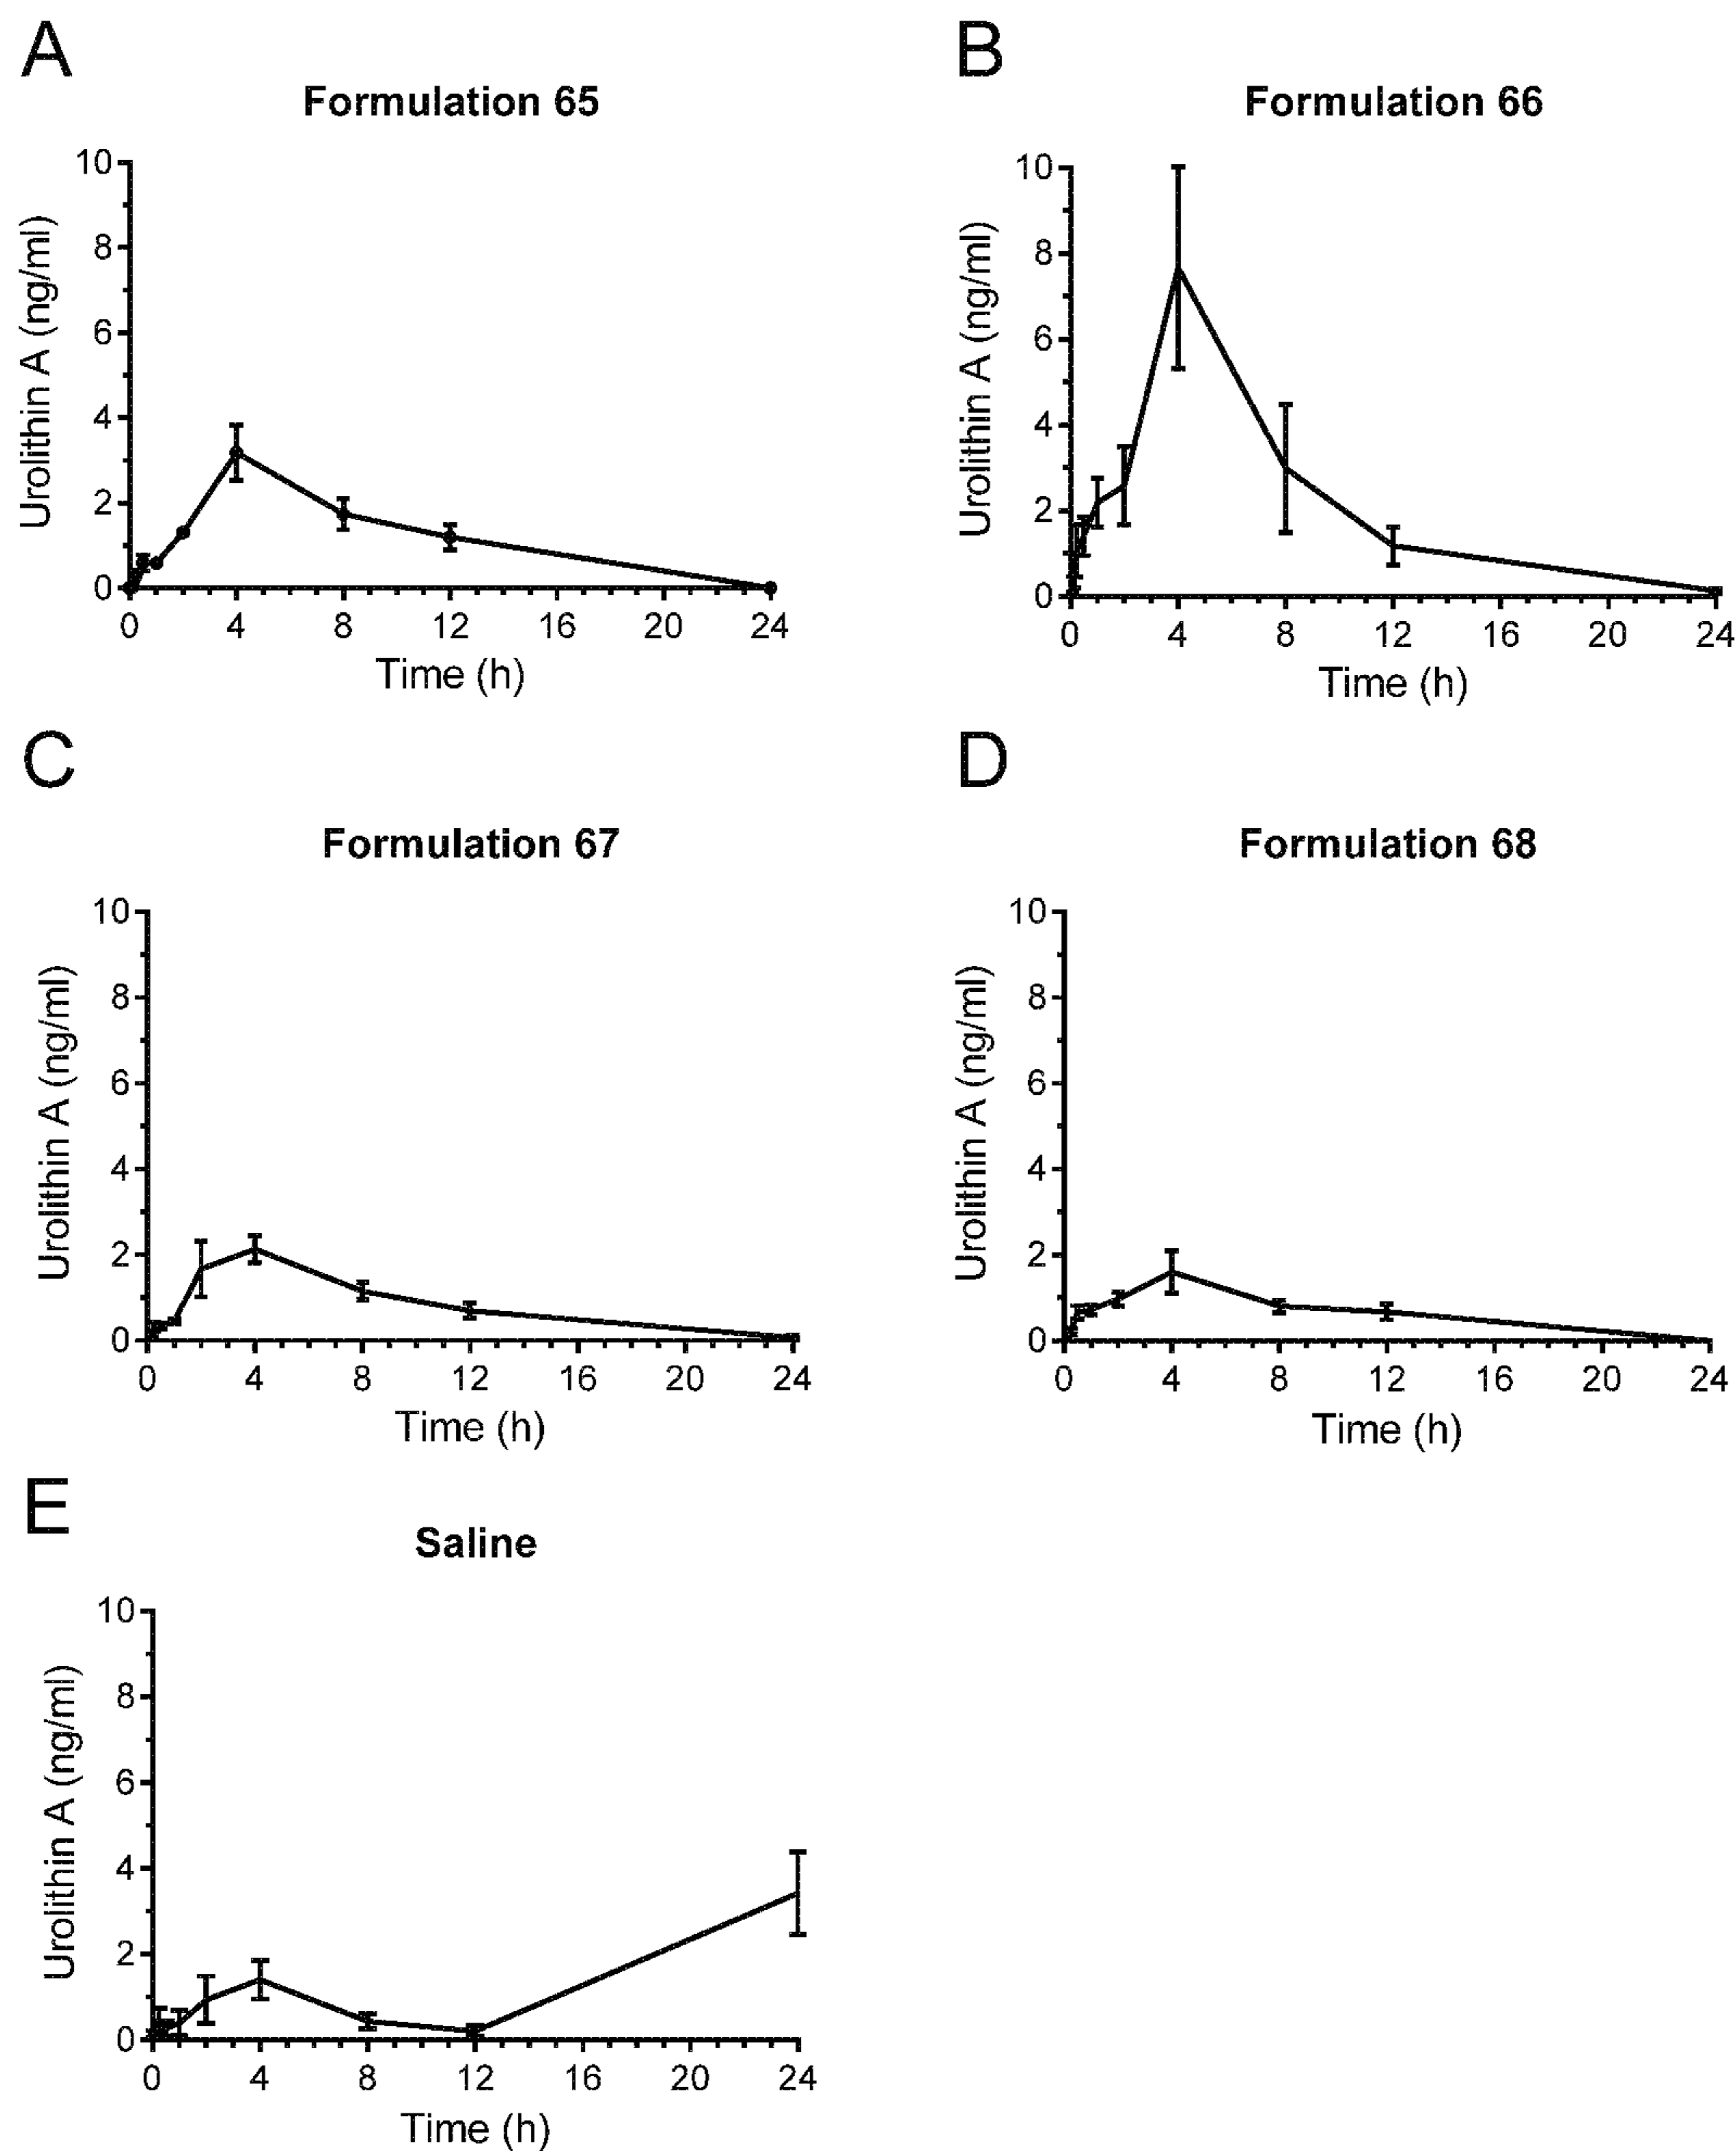 A
Formulation 65
Urolithin A (ng/ml)
10
8
6
4
2
0
0 4 8 12 16 20 24
Time (h)
B
Formulation 66
Urolithin A (ng/ml)
10
8
6
4
2
0
0 4 8 12 16 20 24
Time (h)
C
Formulation 67
Urolithin A (ng/ml)
10
8
6
4
2
0
0 4 8 12 16 20 24
Time (h)
D
Formulation 68
Urolithin A (ng/ml)
10
8
6
4
2
0
0 4 8 12 16 20 24
Time (h)
E
Saline
Urolithin A (ng/ml)
10
8
6
4
2
0
0 4 8 12 16 20 24
Time (h)